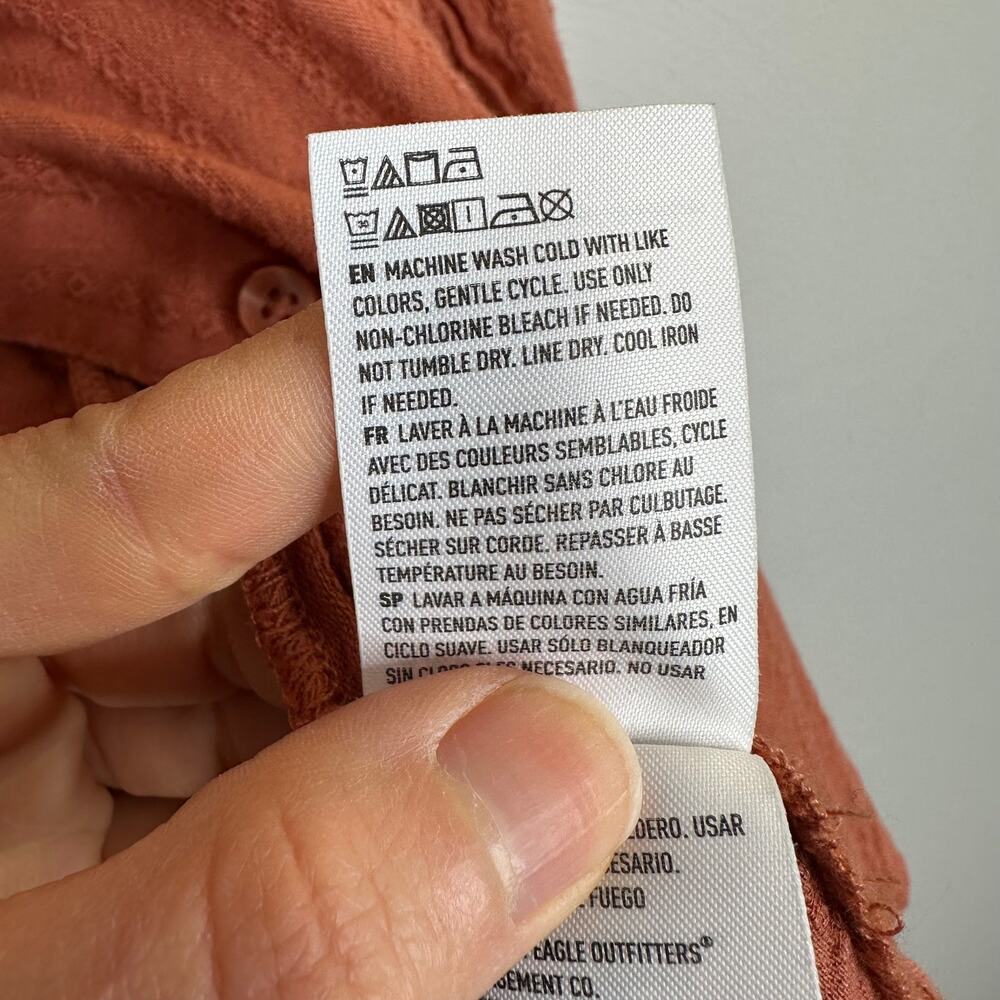 EN MACHINE WASH COLD WITH LIKE
COLORS, GENTLE CYCLE. USE ONLY
NON-CHLORINE BLEACH IF NEEDED. DO
NOT TUMBLE DRY. LINE DRY. COOL IRON
IF NEEDED.
FR LAVER À LA MACHINE À L'EAU FROIDE
AVEC DES COULEURS SEMBLABLES, CYCLE
DÉLICAT. BLANCHIR SANS CHLORE AU
BESOIN. NE PAS SÉCHER PAR CULBUTAGE.
SÉCHER SUR CORDE. REPASSER À BASSE
TEMPÉRATURE AU BESOIN.
SP LAVAR A MÁQUINA CON AGUA FRÍA
CON PRENDAS DE COLORES SIMILARES, EN
CICLO SUAVE. USAR SÓLO BLANQUEADOR
SIN NECESARIO. NO USAR
USAR
FUEGO
EAGLE OUTFITTERS®
CO.